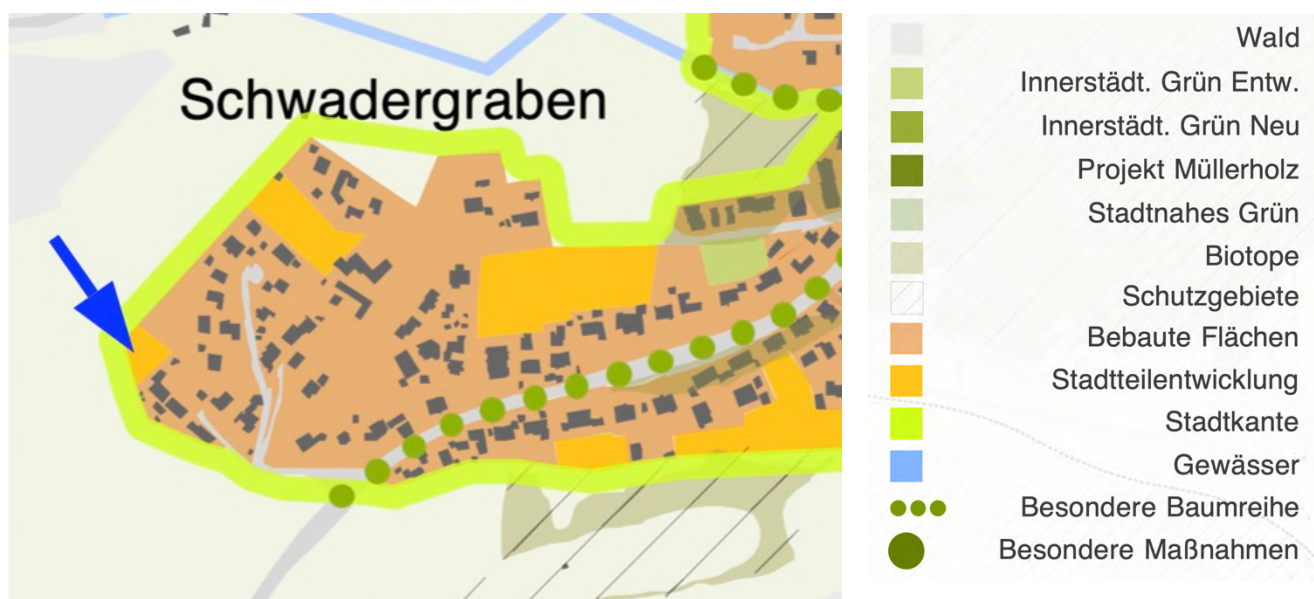 Schwadergraben
Wald
Innerstädt. Grün Entw.
Innerstädt. Grün Neu
Projekt Müllerholz
Stadtnahes Grün
Biotope
Schutzgebiete
Bebaute Flächen
Stadtteilentwicklung
Stadtkante
Gewässer
Besondere Baumreihe
Besondere Maßnahmen